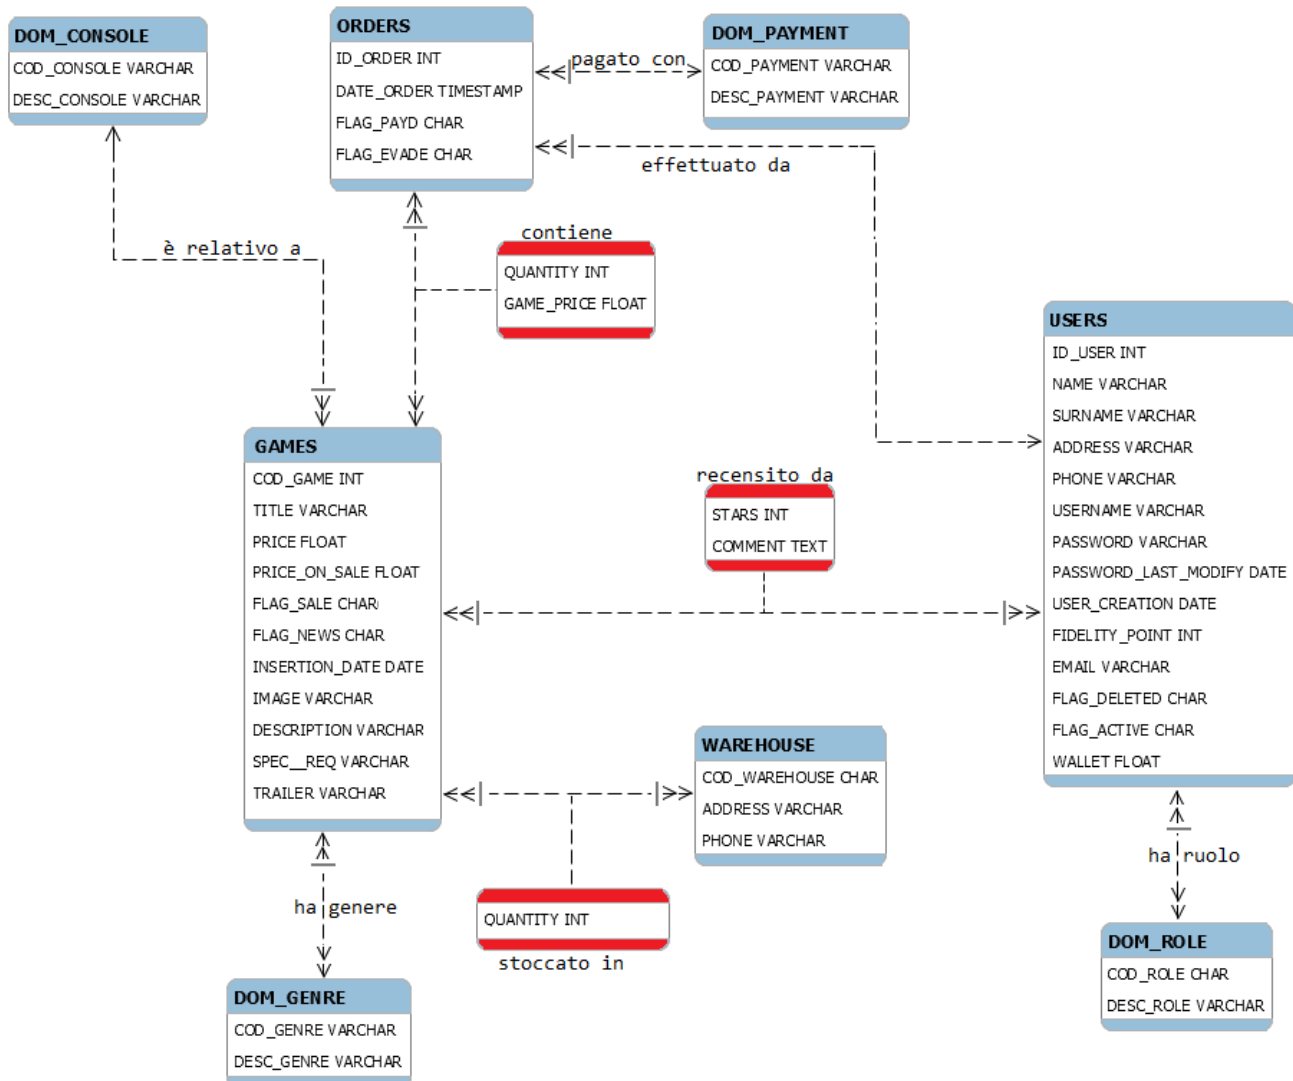 DOM_CONSOLE
COD_CONSOLE VARCHAR
DESC_CONSOLE VARCHAR
ORDERS
ID_ORDER INT
DATE_ORDER TIMESTAMP
FLAG_PAYD CHAR
FLAG_EVADE CHAR
pagato con
DOM_PAYMENT
COD_PAYMENT VARCHAR
DESC_PAYMENT VARCHAR
effettuato da
è relativo a
contiene
QUANTITY INT
GAME_PRICE FLOAT
USERS
ID_USER INT
NAME VARCHAR
SURNAME VARCHAR
ADDRESS VARCHAR
PHONE VARCHAR
USERNAME VARCHAR
PASSWORD VARCHAR
PASSWORD_LAST_MODIFY DATE
USER_CREATION DATE
FIDELITY_POINT INT
EMAIL VARCHAR
FLAG_DELETED CHAR
FLAG_ACTIVE CHAR
WALLET FLOAT
GAMES
COD_GAME INT
TITLE VARCHAR
PRICE FLOAT
PRICE_ON_SALE FLOAT
FLAG_SALE CHAR
FLAG_NEWS CHAR
INSERTION_DATE DATE
IMAGE VARCHAR
DESCRIPTION VARCHAR
SPEC__REQ VARCHAR
TRAILER VARCHAR
recensito da
STARS INT
COMMENT TEXT
WAREHOUSE
COD_WAREHOUSE CHAR
ADDRESS VARCHAR
PHONE VARCHAR
ha ruolo
ha genere
QUANTITY INT
stoccato in
DOM_ROLE
COD_ROLE CHAR
DESC_ROLE VARCHAR
DOM_GENRE
COD_GENRE VARCHAR
DESC_GENRE VARCHAR